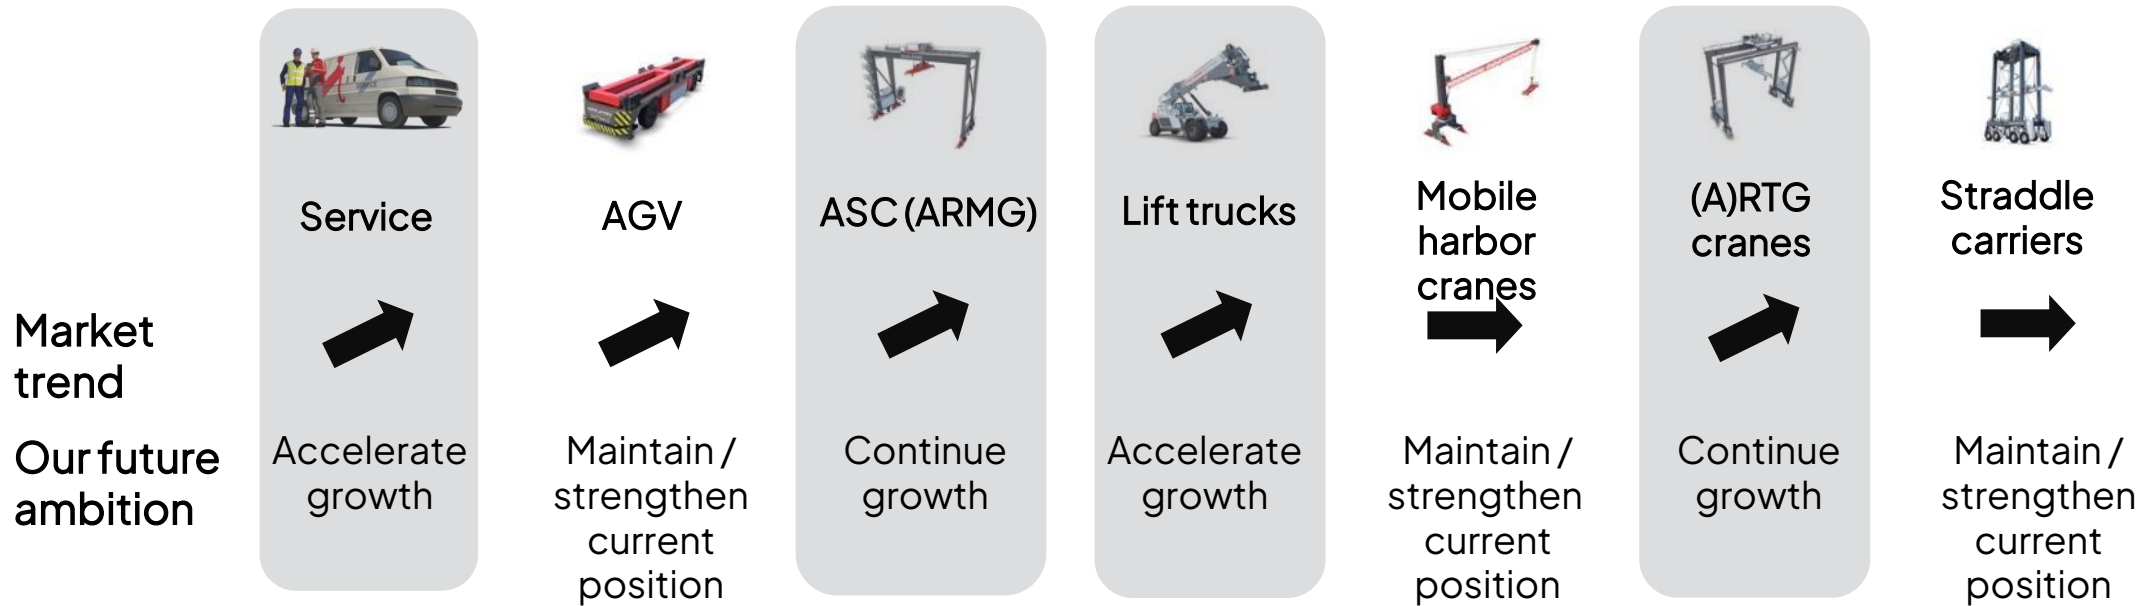 SERVICE
Service
AGV
ASC (ARMG)
Lift trucks
Mobile
harbor
cranes
(A)RTG
cranes
Straddle
carriers
Market
trend
Our future
ambition
Accelerate
growth
Maintain /
strengthen
current
position
Continue
growth
Accelerate
growth
Maintain /
strengthen
current
position
Continue
growth
Maintain /
strengthen
current
position